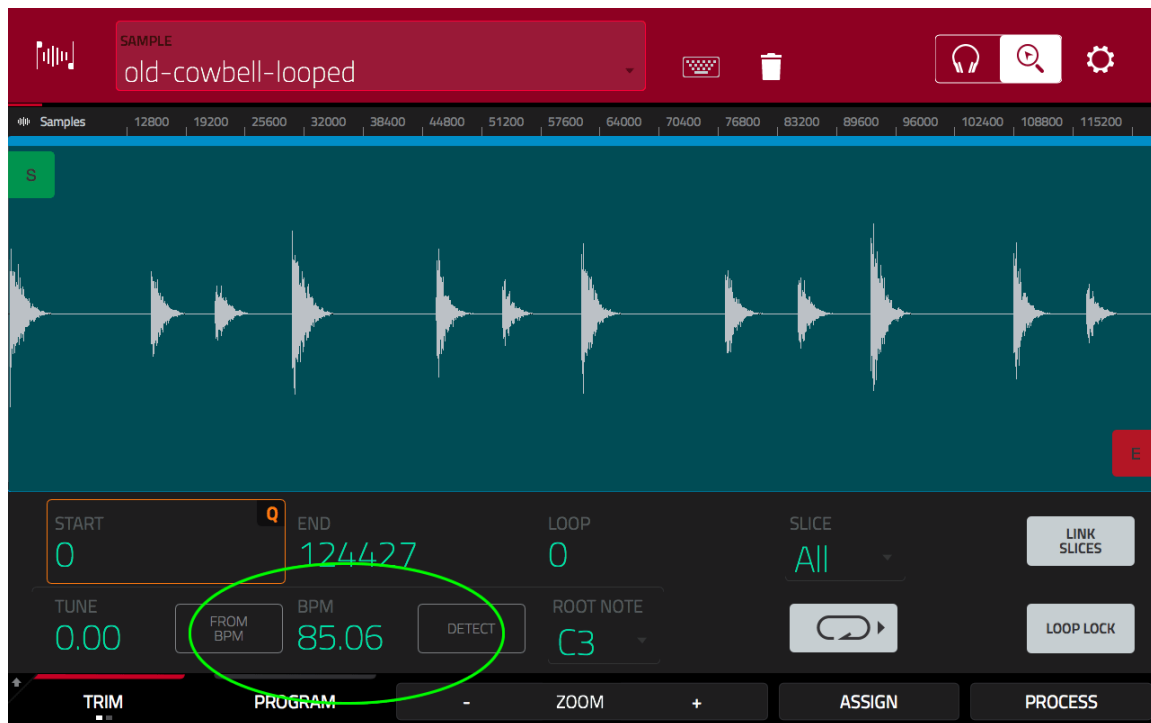 SAMPLE
old-cowbell-looped
Samples 12800 19200 25600 32000 38400 44800 51200 57600 64000 70400 76800 83200 89600 96000 102400 108800 115200
S
E
START Q END LOOP SLICE LINK
0 124427 0 All SLICES
TUNE FROM BPM DETECT ROOT NOTE LOOP LOCK
0.00 BPM 85.06 C3
TRIM PROGRAM - ZOOM + ASSIGN PROCESS